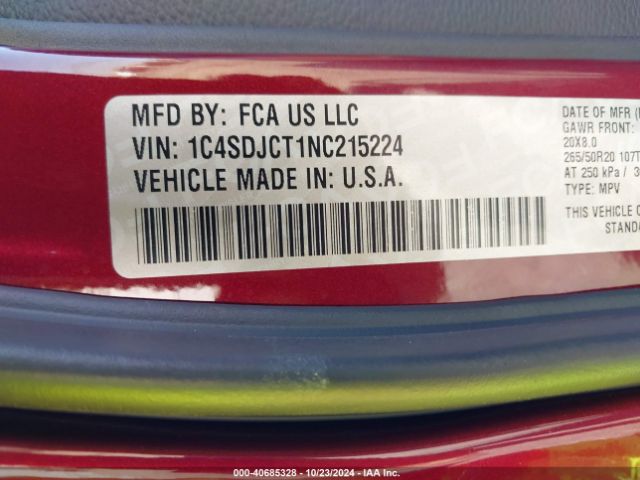 MFD BY: FCA US LLC
VIN: 1C4SDJCT1NC215224
VEHICLE MADE IN: U.S.A.
DATE OF MFR
GAWR FRONT:
20X8.0
265/50R20 107T
AT 250 kPa /
TYPE: MPV
THIS VEHICLE
000-40685328 - 10/23/2024 - IAAI, Inc.